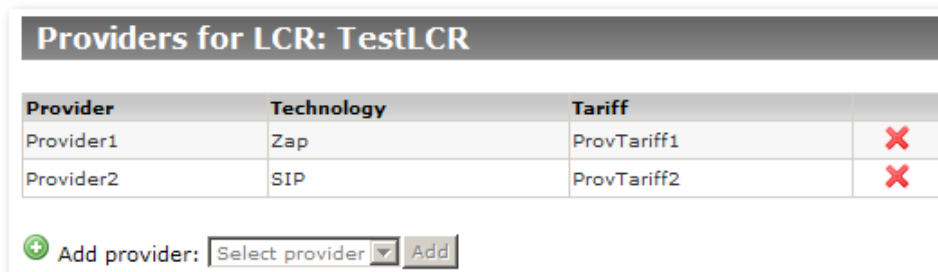 Providers for LCR: TestLCR
Provider Technology Tariff
Provider1 Zap ProvTariff1
Provider2 SIP ProvTariff2
Add provider: Select provider Add